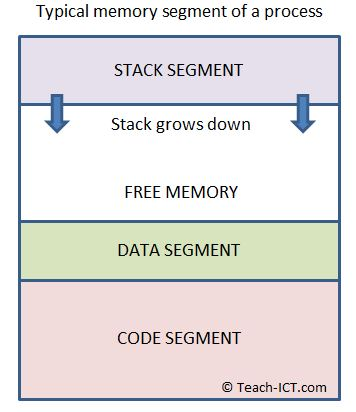 Typical memory segment of a process
STACK SEGMENT
Stack grows down
FREE MEMORY
DATA SEGMENT
CODE SEGMENT
© Teach-ICT.com